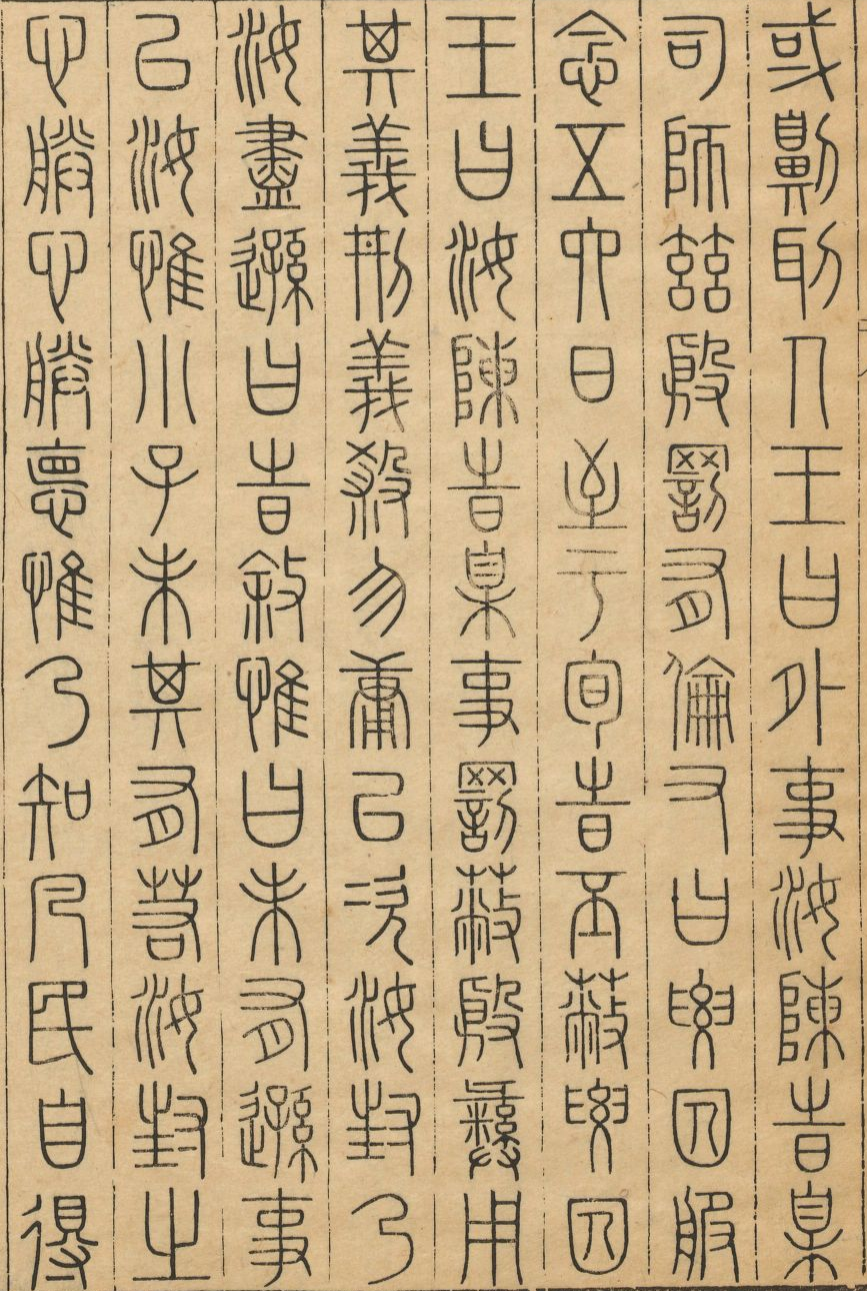 或劓刵人王曰外事汝陳時臬
司師茲殷罰有倫又曰要囚服
念五六日至于旬時丕蔽要囚
王曰汝陳時臬事罰蔽殷彝用
其義刑義殺勿庸以次汝封乃
汝盡遜曰時敘惟曰未有遜事
已汝惟小子未其有若汝封之
心朕心朕德惟乃知凡民自得